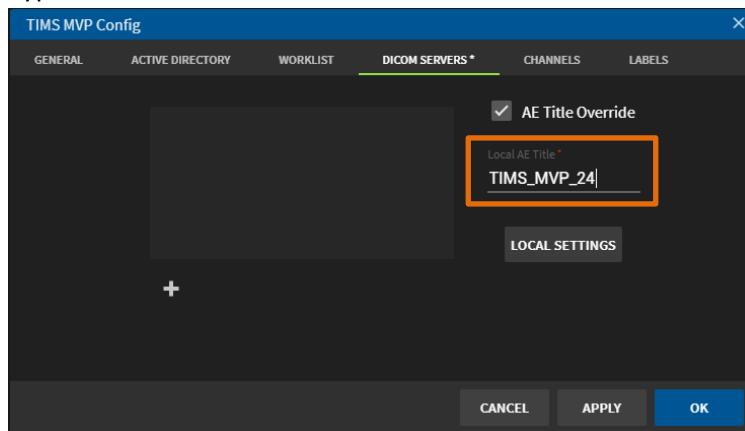 TIMS MVP Config
GENERAL ACTIVE DIRECTORY WORKLIST DICOM SERVERS * CHANNELS LABELS
AE Title Override
Local AE Title *
TIMS_MVP_24
LOCAL SETTINGS
CANCEL APPLY OK